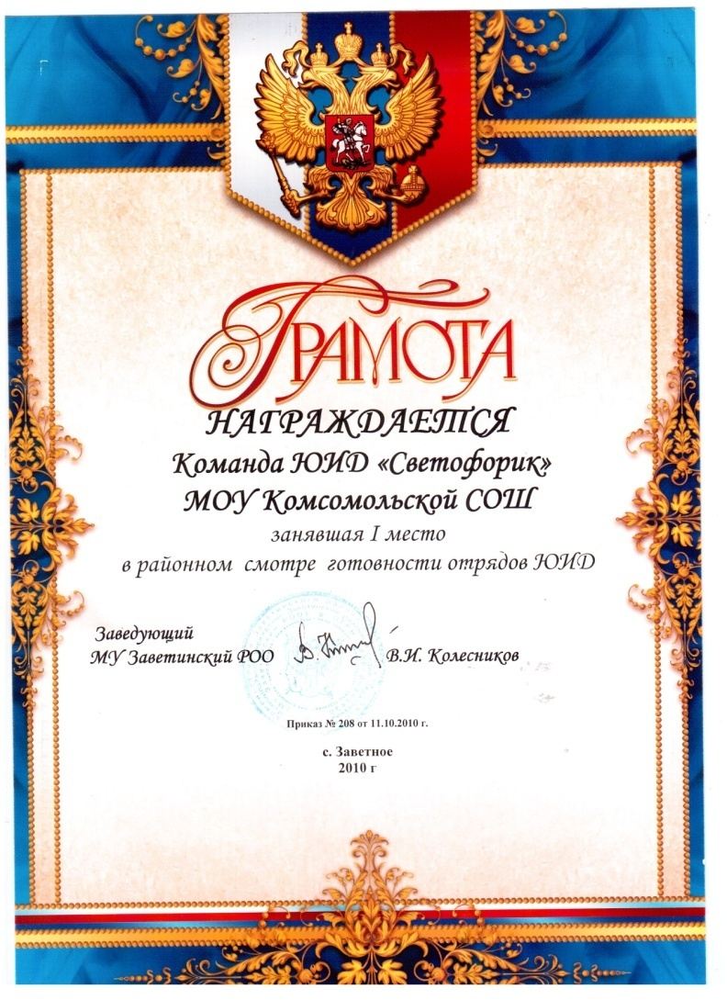 Грамота
НАГРАЖДАЕТСЯ
Команда ЮИД «Светофорик»
МОУ Комсомольской СОШ
занявшая I место
в районном смотре готовности отрядов ЮИД
Заведующий
МУ Заветинский РОО В.И. Колесников
Приказ № 208 от 11.10.2010 г.
с. Заветное
2010 г